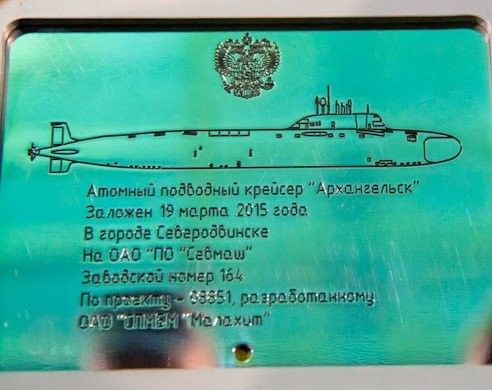 Атомный подводный крейсер "Архангельск"
Заложен 19 марта 2015 года
В городе Северодвинске
На ОАО "ПО "Севмаш"
Заводской номер 164
По проекту - 08851, разработанному
ОАО "СПМБМ "Малахит"